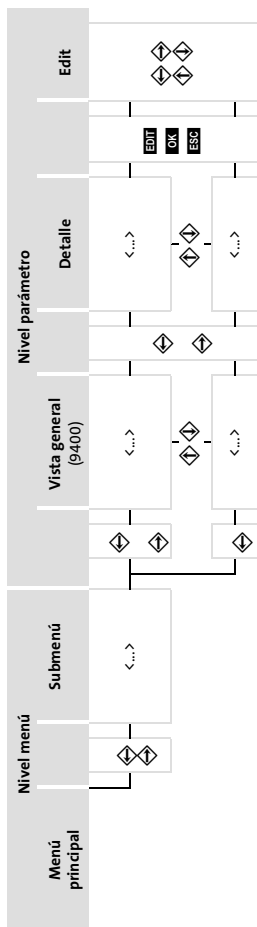 Nivel menú
Nivel parámetro
Menú
principal
Submenú
Vista general
(9400)
Detalle
Edit
<...>
<...>
<...>
EDIT
OK
ESC
<...>
<...>